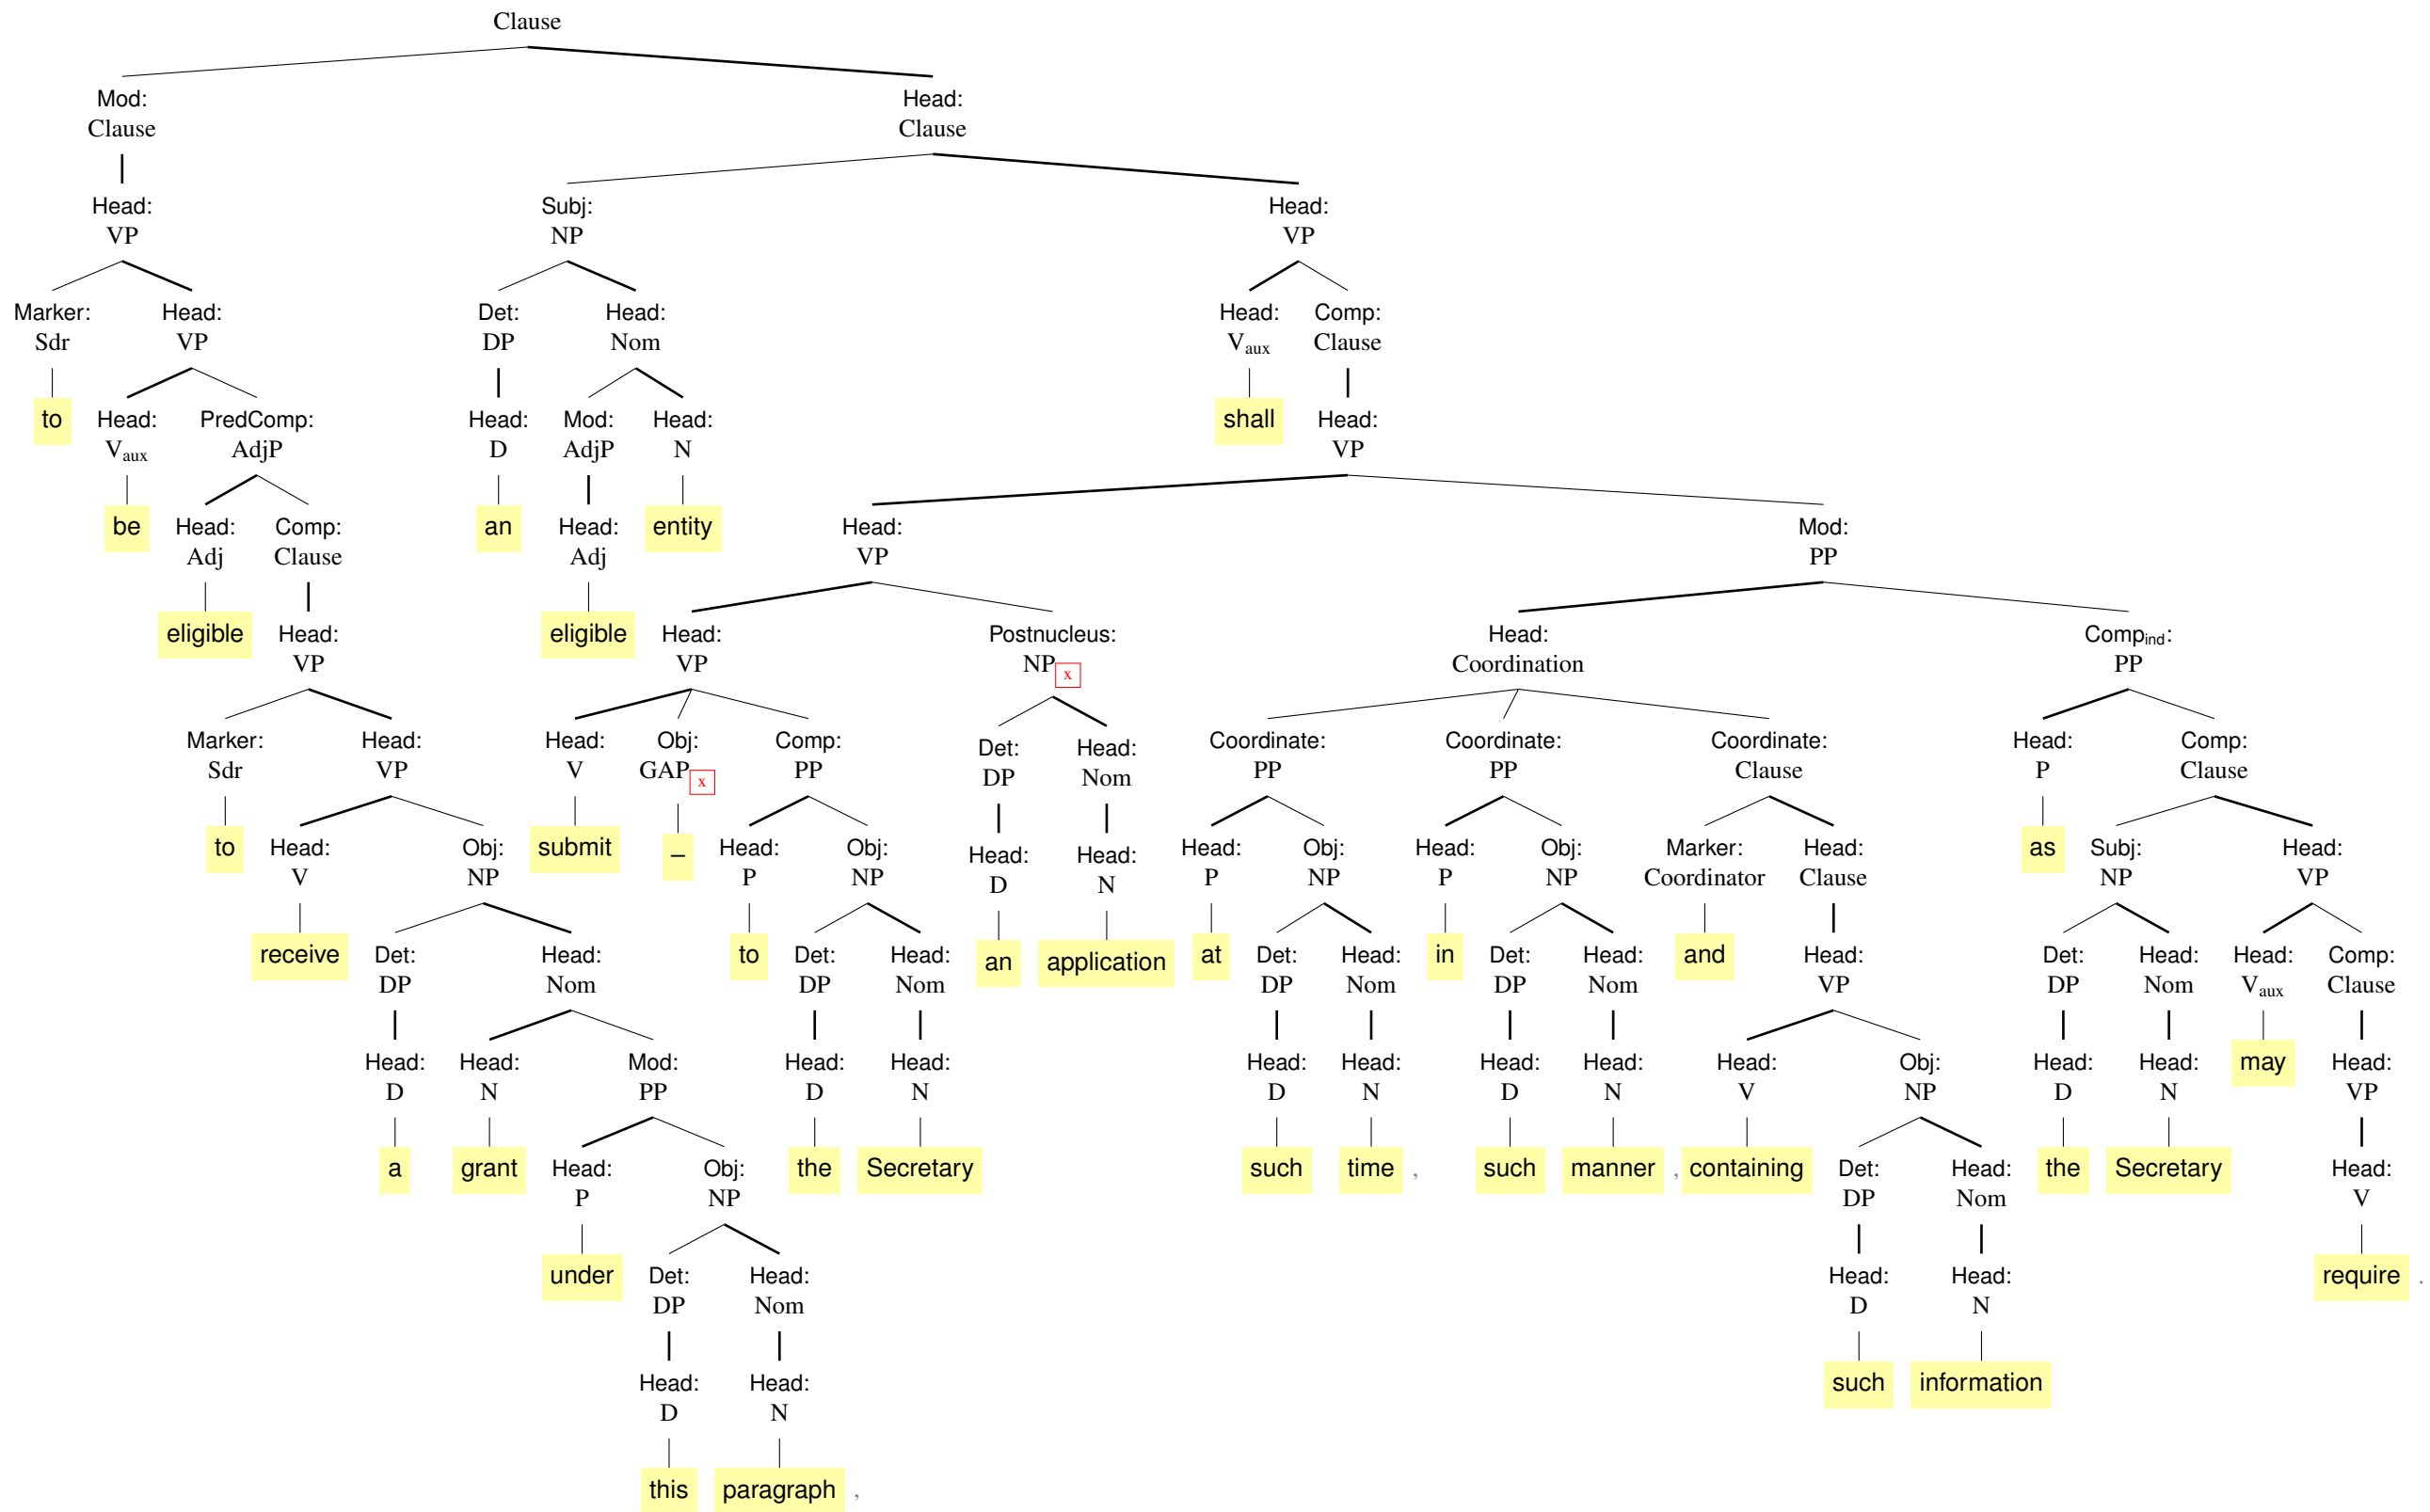 Clause
Mod: Head:
Clause Clause
Head: Subj: Head:
VP NP VP
Marker: Head: Det: Head: Head: Comp:
Sdr VP DP Nom Vaux Clause
to Head: PredComp: Head: Mod: Head: shall Head:
Vaux AdjP D AdjP N VP
be Head: Comp: an Head: entity Head: Mod:
Adj Clause Adj VP PP
eligible Head: eligible Head: Postnucleus: Head: Compind:
VP VP NP x Coordination PP
Marker: Head: Head: Obj: Comp: Det: Head: Coordinate: Coordinate: Coordinate: Head: Comp:
Sdr VP V GAP x PP DP Nom PP PP Clause P Clause
to Head: Obj: submit – Head: Obj: Head: Head: Head: Obj: Head: Obj: Marker: Head: as Subj: Head:
V NP P NP D N P NP P NP Coordinator Clause NP VP
receive Det: Head: to Det: Head: an application at Det: Head: in Det: Head: and Head: Det: Head: Head: Comp:
DP Nom DP Nom DP Nom DP Nom VP DP Nom Vaux Clause
Head: Head: Mod: Head: Head: Head: Head: Head: Head: Head: Obj: Head: Head: may Head:
D N PP D N D N D N V NP D N VP
a grant Head: Obj: the Secretary such time , such manner , containing Det: Head: the Secretary Head:
P NP DP Nom V
under Det: Head: Head: Head: require .
DP Nom D N
Head: Head: such information
D N
this paragraph ,